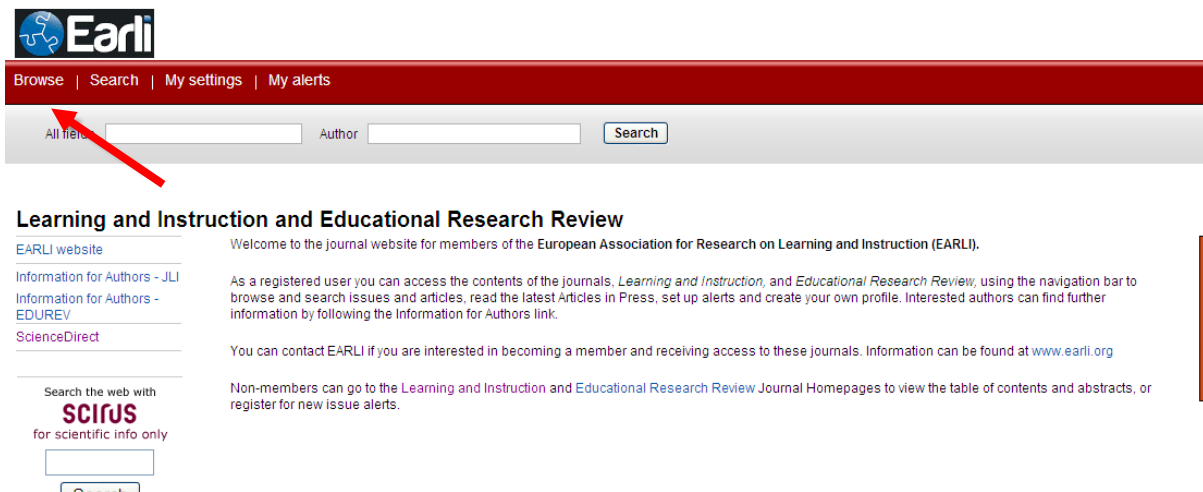 Earli
Browse | Search | My settings | My alerts
All fields Author Search
Learning and Instruction and Educational Research Review
EARLI website
Information for Authors - JLI
Information for Authors -
EDUREV
ScienceDirect
Search the web with
SCIRUS
for scientific info only
Search
Welcome to the journal website for members of the European Association for Research on Learning and Instruction (EARLI).
As a registered user you can access the contents of the journals, Learning and Instruction, and Educational Research Review, using the navigation bar to
browse and search issues and articles, read the latest Articles in Press, set up alerts and create your own profile. Interested authors can find further
information by following the Information for Authors link.
You can contact EARLI if you are interested in becoming a member and receiving access to these journals. Information can be found at www.earli.org
Non-members can go to the Learning and Instruction and Educational Research Review Journal Homepages to view the table of contents and abstracts, or
register for new issue alerts.